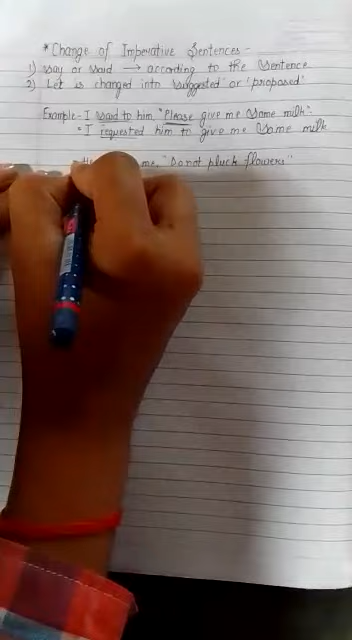 * Change of Imperative Sentences -
1) say or said → according to the Sentence
2) Let is changed into 'suggested' or 'proposed'
Example - I said to him, "Please give me some milk".
• I requested him to give me some milk
me, "Do not pluck flowers"